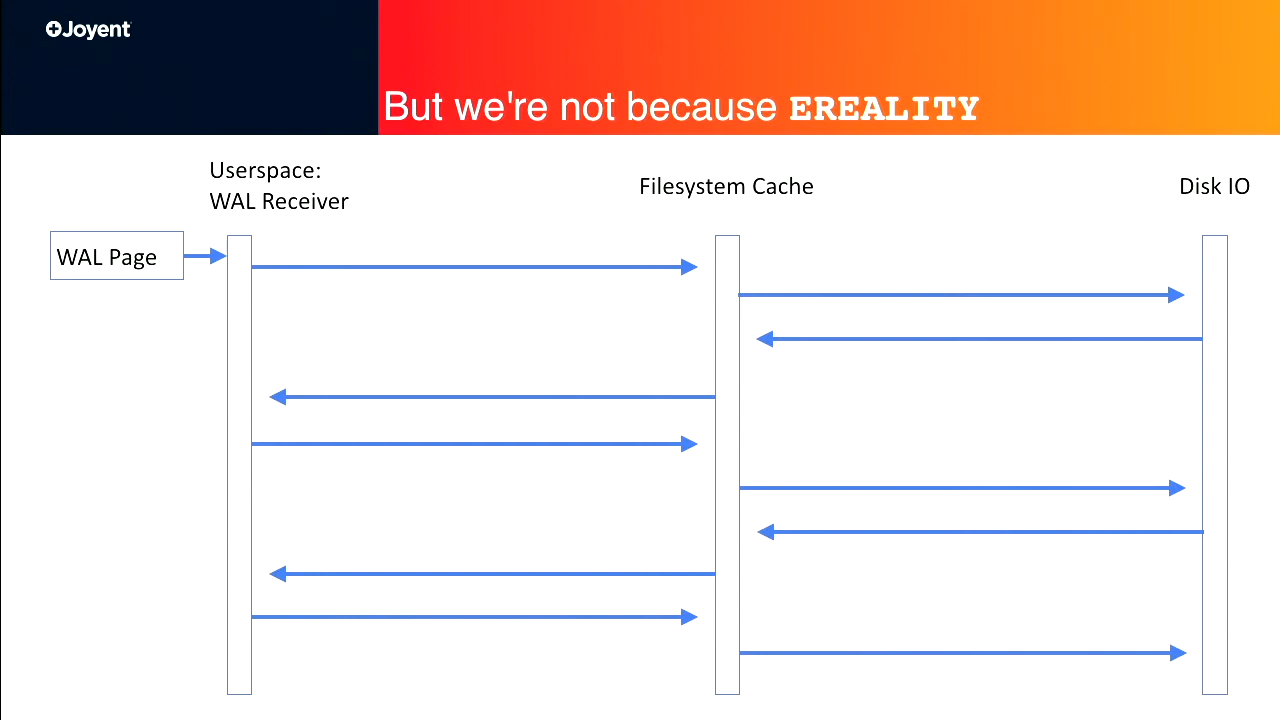 Joyent
But we're not because EREALITY
Userspace:
WAL Receiver
Filesystem Cache
Disk IO
WAL Page